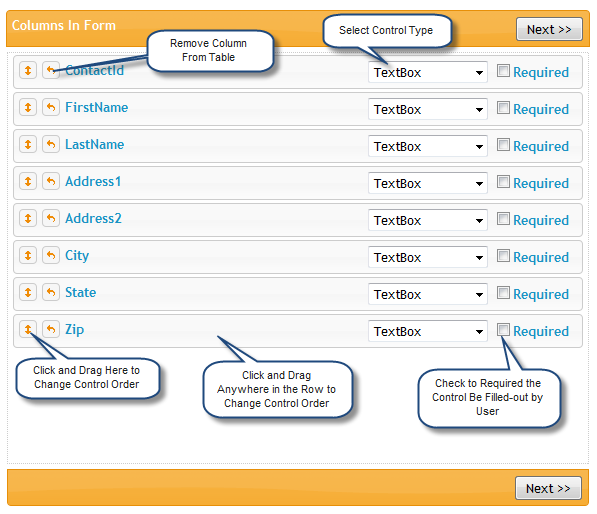 Columns In Form
Remove Column
From Table
Select Control Type
Next >>
ContactId
TextBox
Required
FirstName
TextBox
Required
LastName
TextBox
Required
Address1
TextBox
Required
Address2
TextBox
Required
City
TextBox
Required
State
TextBox
Required
Zip
TextBox
Required
Click and Drag Here to
Change Control Order
Click and Drag
Anywhere in the Row to
Change Control Order
Check to Required the
Control Be Filled-out by
User
Next >>